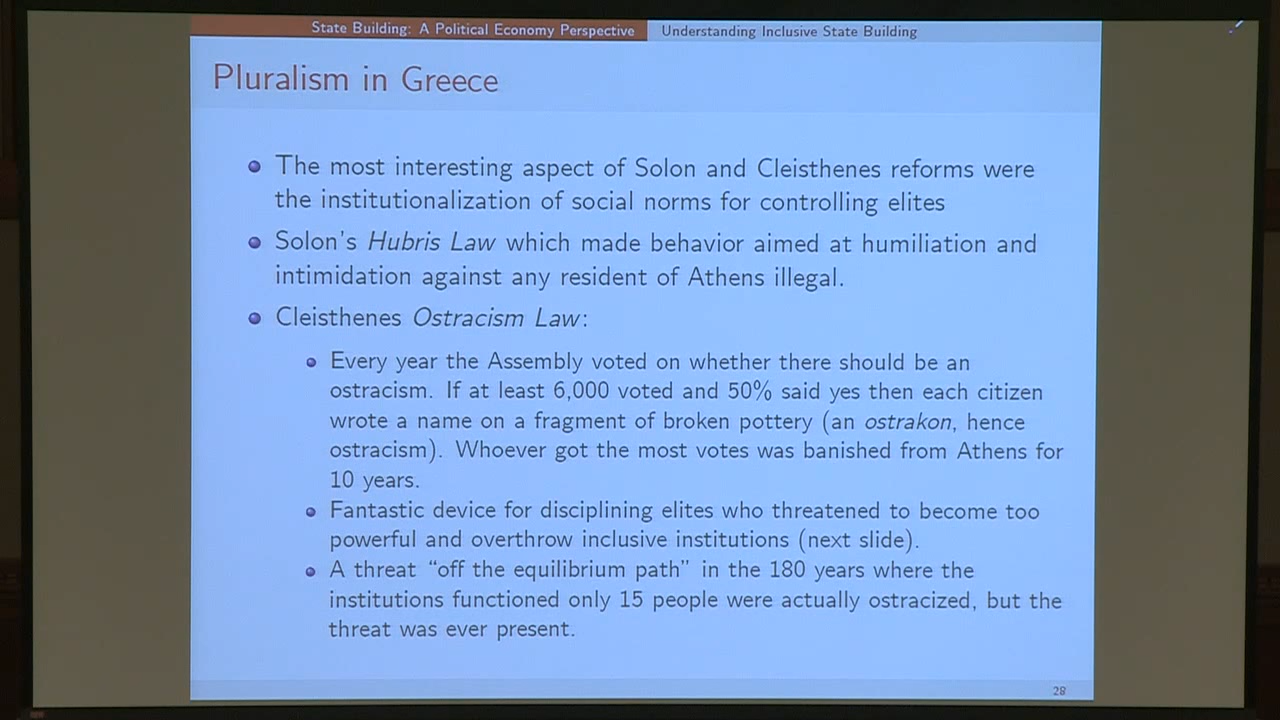 State Building: A Political Economy Perspective Understanding Inclusive State Building
Pluralism in Greece
The most interesting aspect of Solon and Cleisthenes reforms were
the institutionalization of social norms for controlling elites
Solon's Hubris Law which made behavior aimed at humiliation and
intimidation against any resident of Athens illegal.
Cleisthenes Ostracism Law:
Every year the Assembly voted on whether there should be an
ostracism. If at least 6,000 voted and 50% said yes then each citizen
wrote a name on a fragment of broken pottery (an ostrakon, hence
ostracism). Whoever got the most votes was banished from Athens for
10 years.
Fantastic device for disciplining elites who threatened to become too
powerful and overthrow inclusive institutions (next slide).
A threat "off the equilibrium path" in the 180 years where the
institutions functioned only 15 people were actually ostracized, but the
threat was ever present.
28